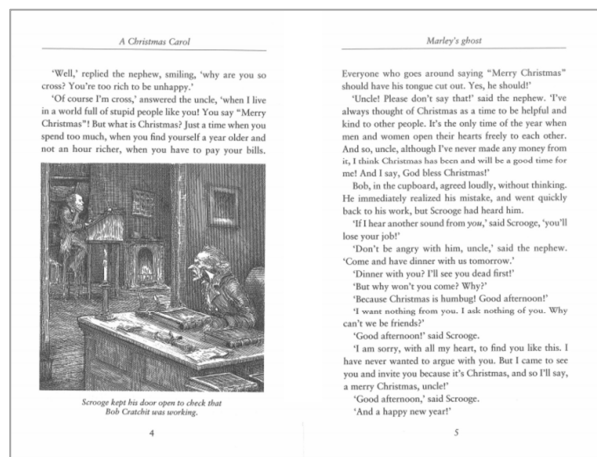 A Christmas Carol
'Well,' replied the nephew, smiling, 'why are you so
cross? You're too rich to be unhappy.'
'Of course I'm cross,' answered the uncle, 'when I live
in a world full of stupid people like you! You say "Merry
Christmas"! But what is Christmas? Just a time when you
spend too much, when you find yourself a year older and
not an hour richer, when you have to pay your bills.
Scrooge kept his door open to check that
Bob Cratchit was working.
4
Marley's ghost
Everyone who goes around saying "Merry Christmas"
should have his tongue cut out. Yes, he should!'
'Uncle! Please don't say that!' said the nephew. 'I've
always thought of Christmas as a time to be helpful and
kind to other people. It's the only time of the year when
men and women open their hearts freely to each other.
And so, uncle, although I've never made any money from
it, I think Christmas has been and will be a good time for
me! And I say, God bless Christmas!'
Bob, in the cupboard, agreed loudly, without thinking.
He immediately realized his mistake, and went quickly
back to his work, but Scrooge had heard him.
'If I hear another sound from you,' said Scrooge, 'you'll
lose your job!'
'Don't be angry with him, uncle,' said the nephew.
'Come and have dinner with us tomorrow.'
'Dinner with you? I'll see you dead first!'
'But why won't you come? Why?'
'Because Christmas is humbug! Good afternoon!'
'I want nothing from you. I ask nothing of you. Why
can't we be friends?'
'Good afternoon!' said Scrooge.
'I am sorry, with all my heart, to find you like this. I
have never wanted to argue with you. But I came to see
you and invite you because it's Christmas, and so I'll say,
a merry Christmas, uncle!'
'Good afternoon,' said Scrooge.
'And a happy new year!'
5